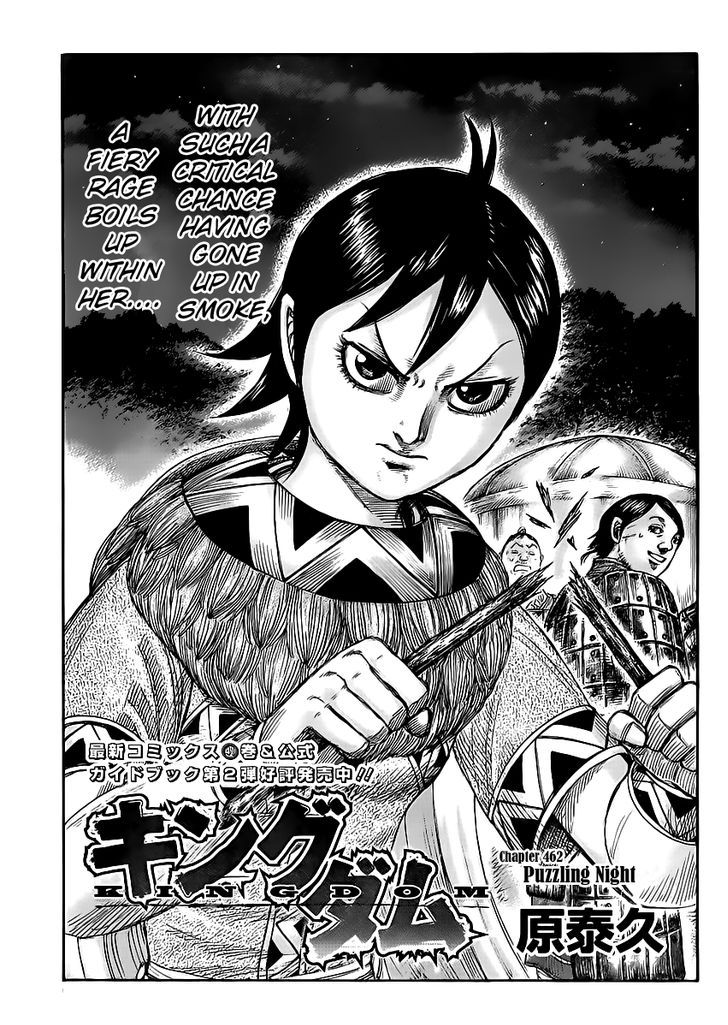 WITH
SUCH A
CRITICAL
CHANCE
HAVING
GONE
UP IN
SMOKE,
A
FIERY
RAGE
BOILS
UP
WITHIN
HER....
最新コミックス巻&公式
ガイドブック第2弾好評発売中!!
キングダム
KINGDOM
Chapter 462
Puzzling Night
原泰久